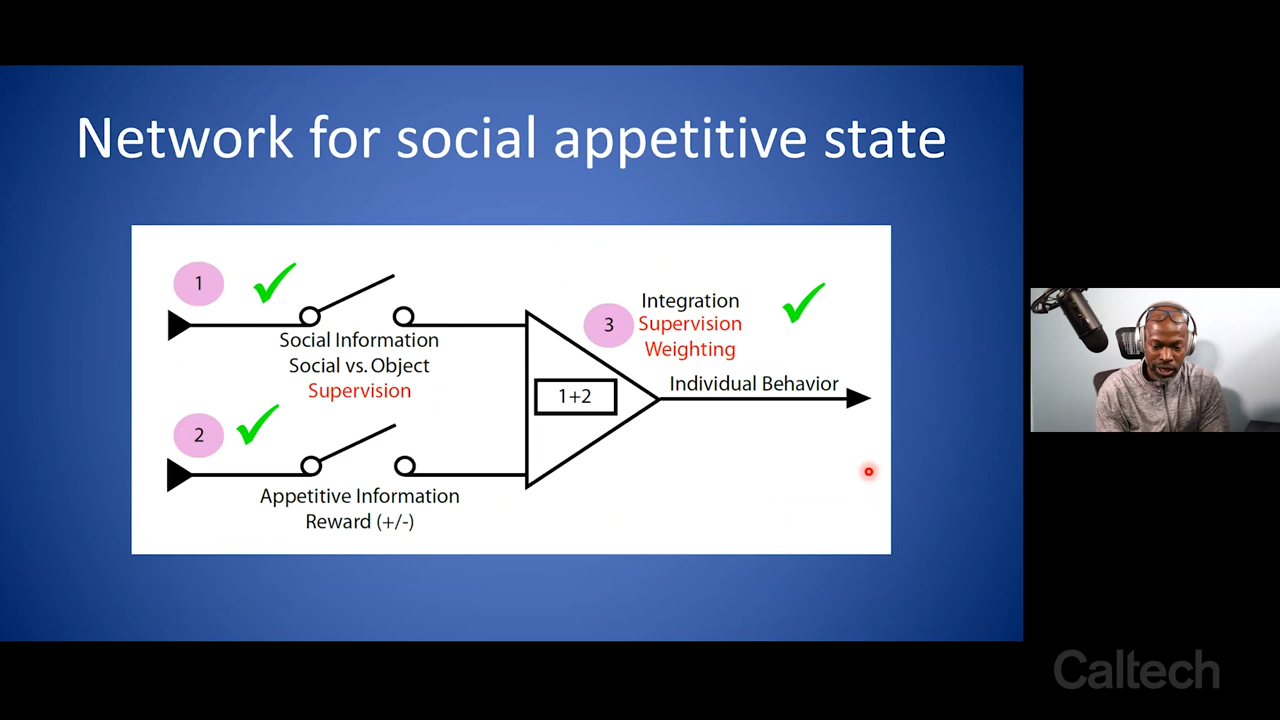 Network for social appetitive state
1
Social Information
Social vs. Object
Supervision
2
Appetitive Information
Reward (+/-)
1+2
3
Integration
Supervision
Weighting
Individual Behavior
Caltech